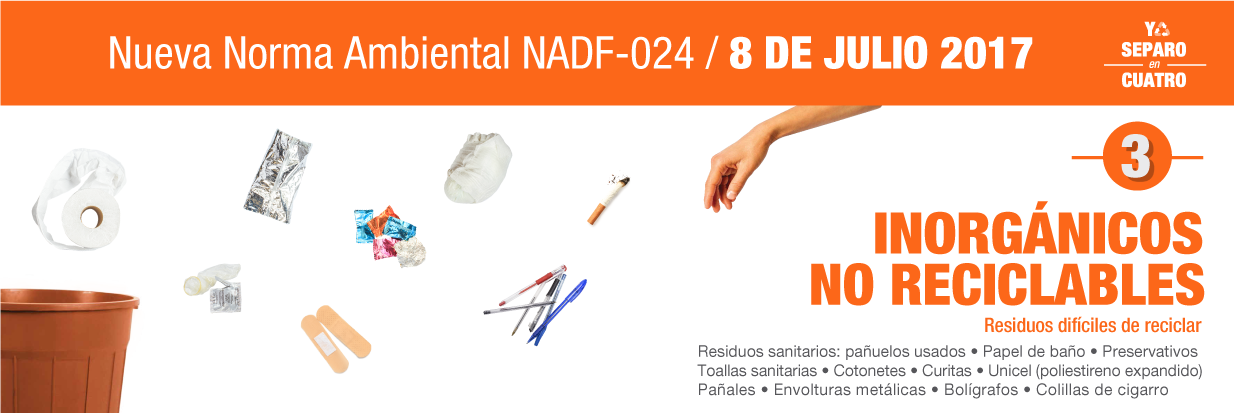 Nueva Norma Ambiental NADF-024 / 8 DE JULIO 2017
YO
SEPARO
en
CUATRO
3
INORGÁNICOS
NO RECICLABLES
Residuos difíciles de reciclar
Residuos sanitarios: pañuelos usados • Papel de baño • Preservativos
Toallas sanitarias • Cotonetes • Curitas • Unicel (poliestireno expandido)
Pañales • Envolturas metálicas • Bolígrafos • Colillas de cigarro